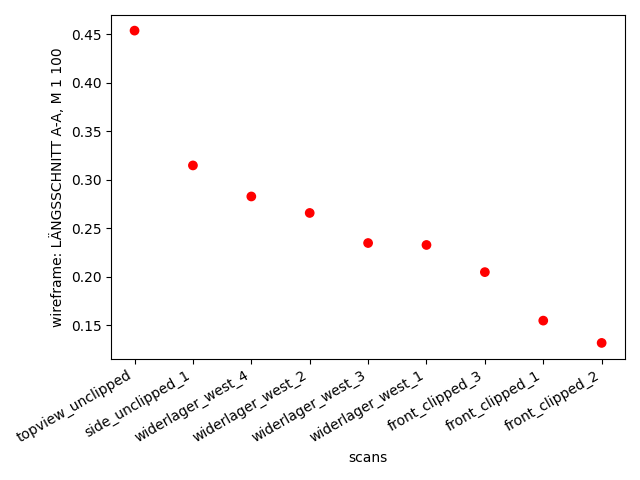 wireframe: LÄNGSSCHNITT A-A, M 1 100
0.45
0.40
0.35
0.30
0.25
0.20
0.15
topview_unclipped
side_unclipped_1
widerlager_west_4
widerlager_west_2
widerlager_west_3
widerlager_west_1
front_clipped_3
front_clipped_1
front_clipped_2
scans